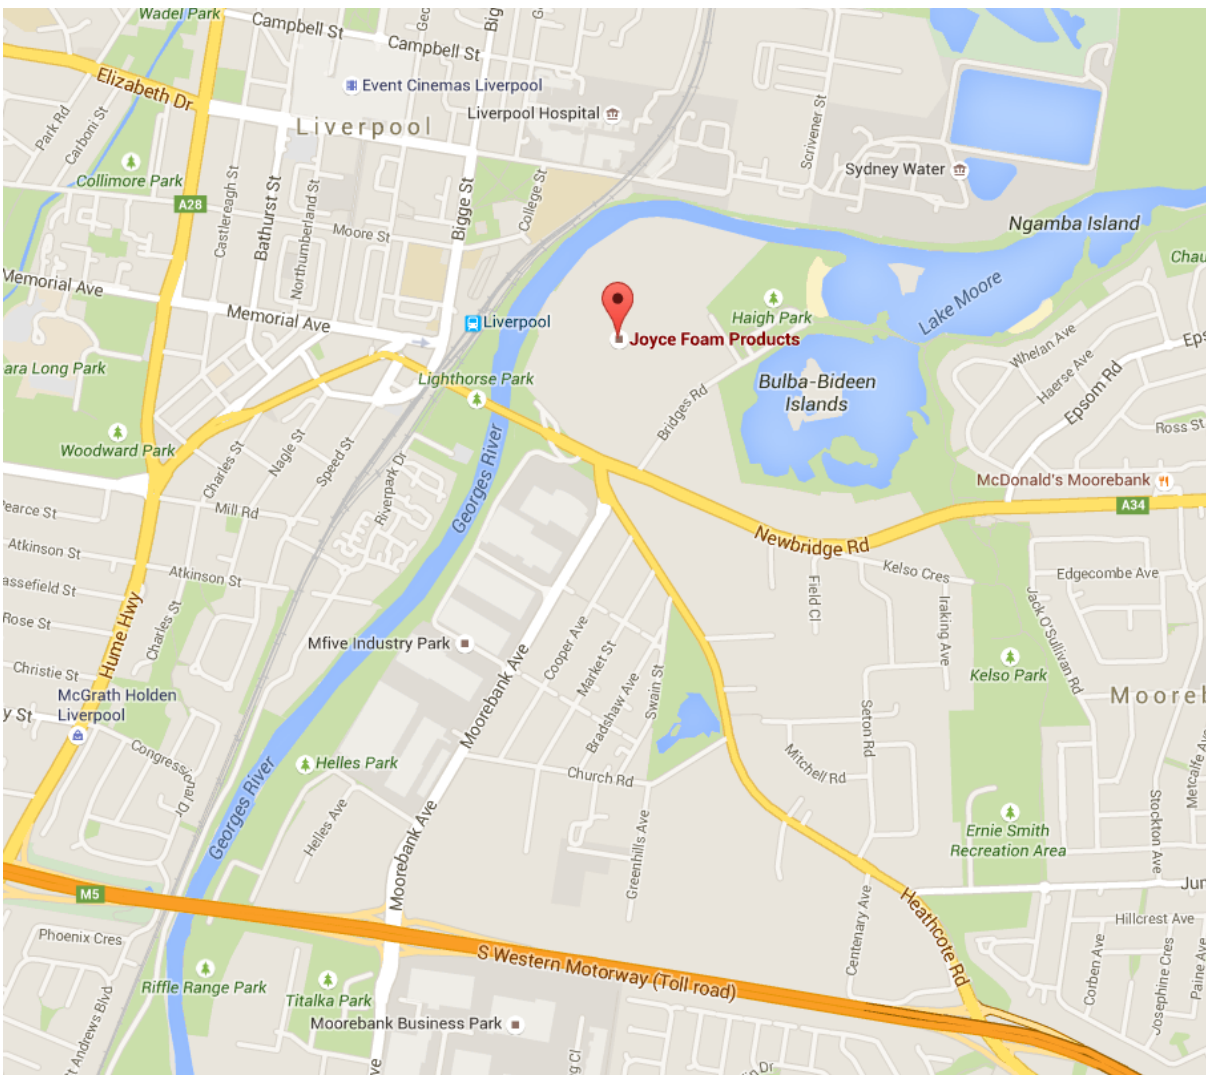 Wadel Park
Campbell St
Campbell St
Elizabeth Dr
Event Cinemas Liverpool
Liverpool Hospital
Liverpool
Park Rd
Carboni St
Scrivener St
Sydney Water
Collimore Park
A28
Castlereagh St
Bathurst St
Northumberland St
Moore St
Bigge St
College St
Ngamba Island
Memorial Ave
Memorial Ave
Liverpool
Haigh Park
Lake Moore
Joyce Foam Products
Whelan Ave
Haerse Ave
Epsom Rd
ara Long Park
Lighthorse Park
Bulba-Bideen
Islands
Bridges Rd
Ross St
Woodward Park
Charles St
Nagle St
Speed St
Riverpark Dr
Georges River
McDonald's Moorebank
A34
Pearce St
Mill Rd
Newbridge Rd
Atkinson St
Atkinson St
Kelso Cres
Edgecombe Ave
assefield St
Field Cl
Iraking Ave
Jack O'Sullivan Rd
Rose St
Hume Hwy
Charles St
Mfive Industry Park
Cooper Ave
Market St
Bradshaw Ave
Swain St
Christie St
Kelso Park
McGrath Holden
Liverpool
Mooreb
y St
Moorebank Ave
Seton Rd
Congressional Dr
Helles Park
Church Rd
Mitchell Rd
Metcalfe Ave
Georges River
Helles Ave
Moorebank Ave
Greenhills Ave
Ernie Smith
Recreation Area
Stockton Ave
M5
Jun
Heathcote Rd
Centenary Ave
Hillcrest Ave
Phoenix Cres
S Western Motorway (Toll road)
Corben Ave
Josephine Cres
Paine Ave
Riffle Range Park
Titalka Park
Moorebank Business Park
t Andrews Blvd